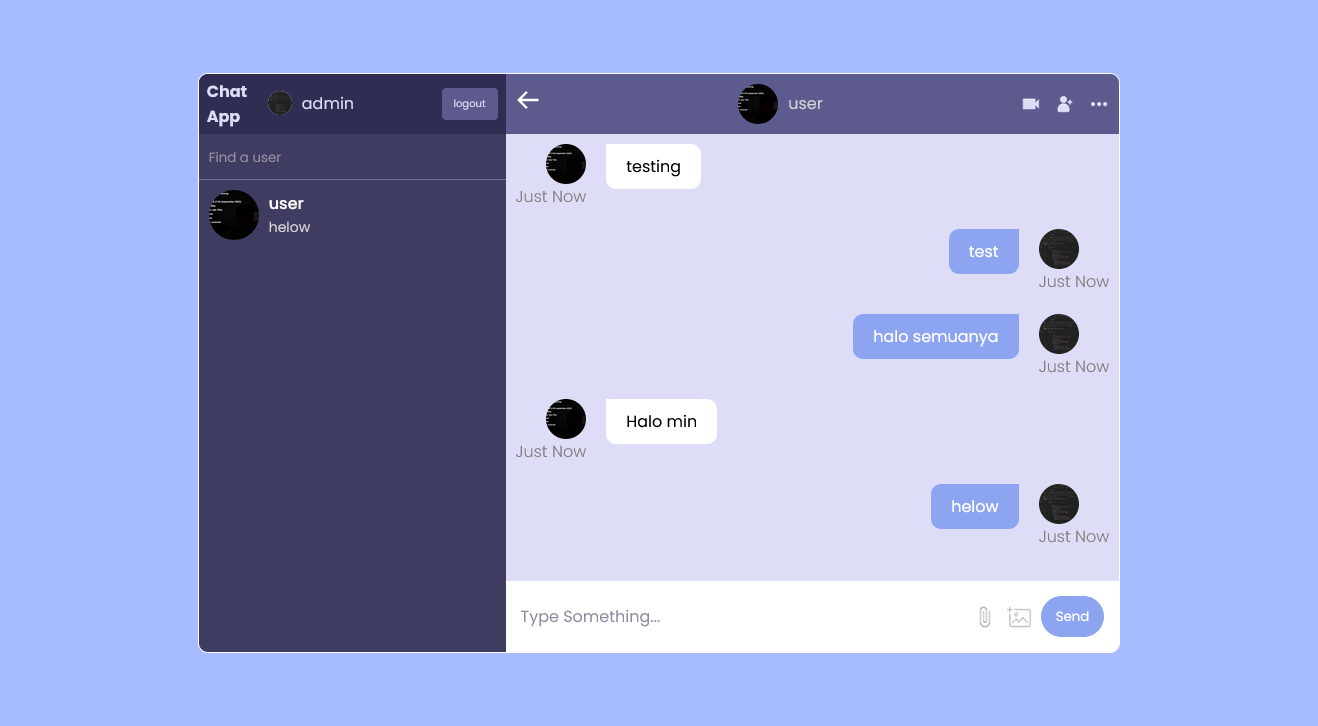 Chat
App
admin
logout
Find a user
user
helow
user
testing
Just Now
test
Just Now
halo semuanya
Just Now
Halo min
Just Now
helow
Just Now
Type Something...
Send